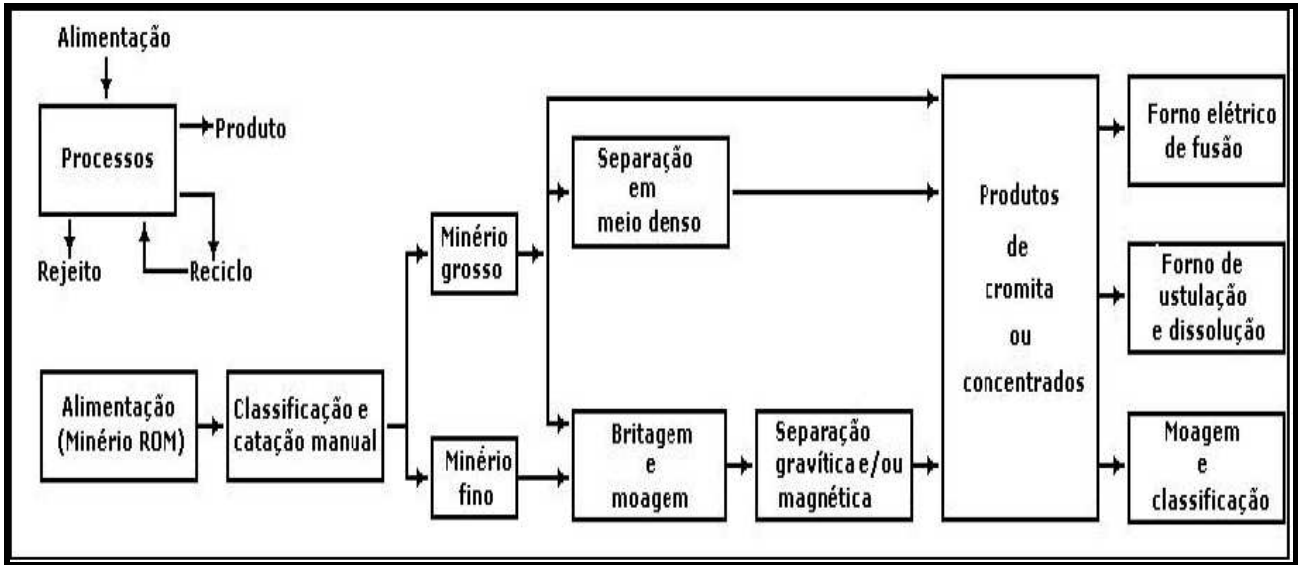 Alimentação
Processos
Produto
Rejeito
Reciclo
Alimentação
(Minério ROM)
Classificação e
catação manual
Minério
grosso
Minério
fino
Separação
em
meio denso
Britagem
e
moagem
Separação
gravítica e/ou
magnética
Produtos
de
cromita
ou
concentrados
Forno elétrico
de fusão
Forno de
ustulação
e dissolução
Moagem
e
classificação